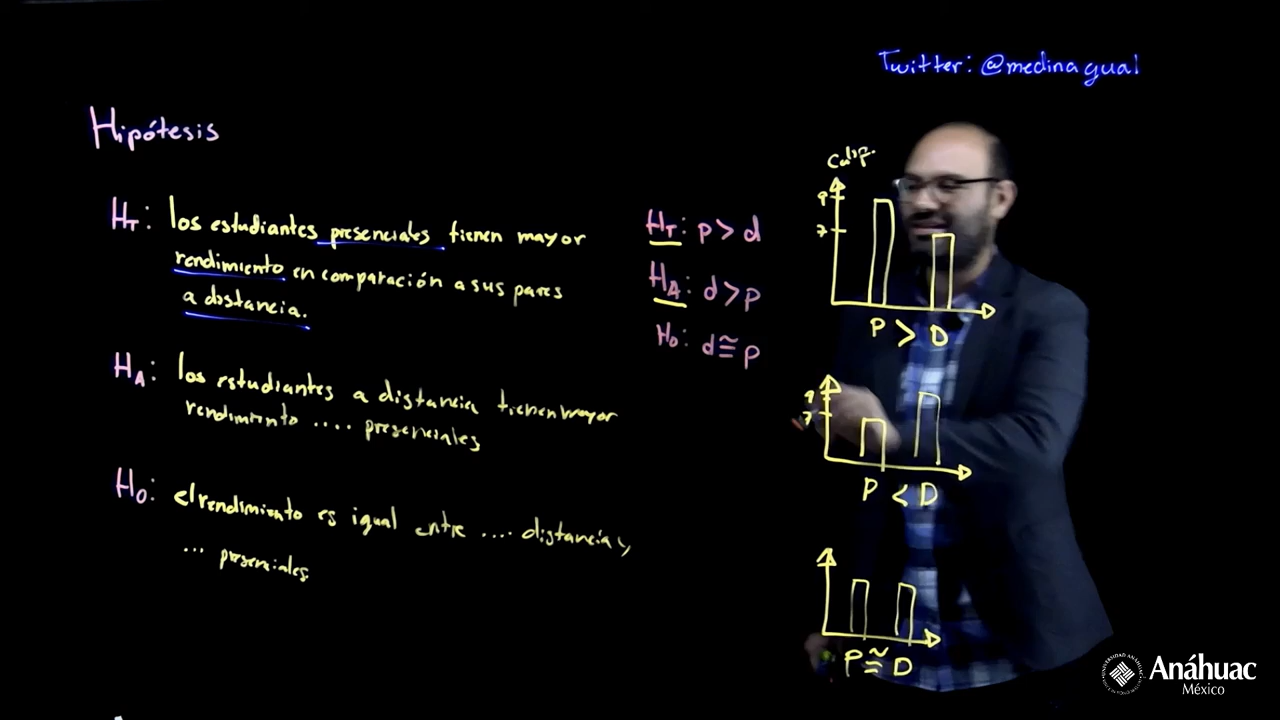 Twitter: @medinagual
Hipótesis
HT: los estudiantes presenciales tienen mayor
rendimiento en comparación a sus pares
a distancia.
HA: los estudiantes a distancia tienen mayor
rendimiento .... presenciales
H0: el rendimiento es igual entre .... distancia y
... presenciales
HT: p > d
HA: d > p
H0: d ≅ p
Calif.
9
7
P > D
9
7
P < D
P ≅ D
Anáhuac
México